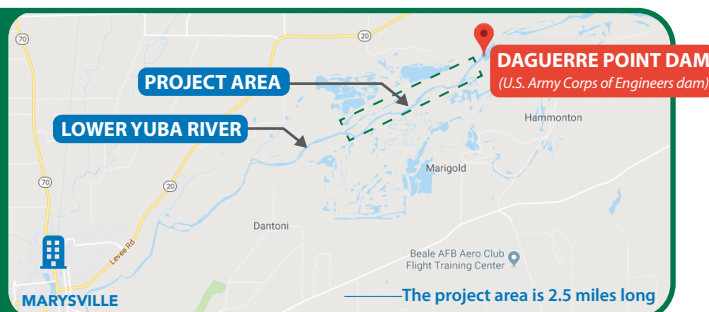 70
20
DAGUERRE POINT DAM
(U.S. Army Corps of Engineers dam)
PROJECT AREA
Hammonton
LOWER YUBA RIVER
Marigold
70
20
Dantoni
Levee Rd
Beale AFB Aero Club
Flight Training Center
MARYSVILLE
The project area is 2.5 miles long